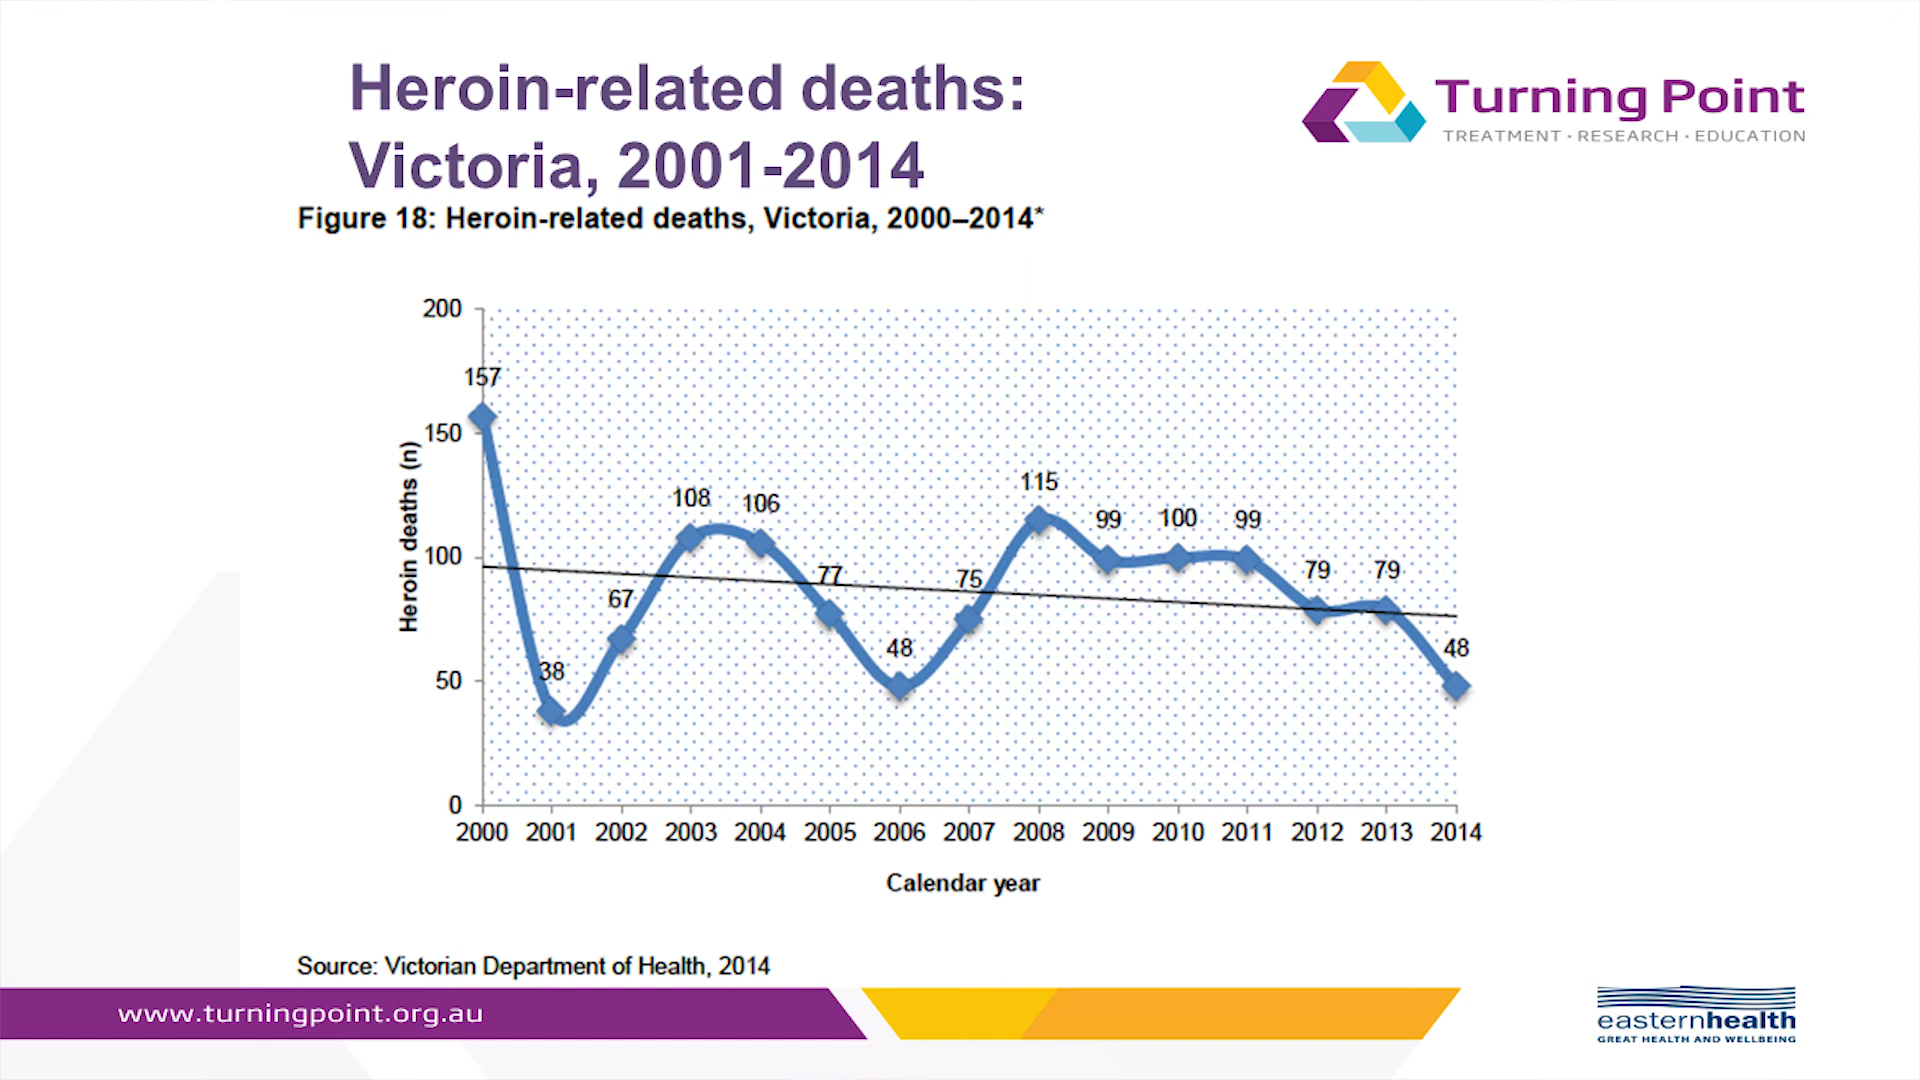 Heroin-related deaths:
Victoria, 2001-2014
Turning Point
TREATMENT · RESEARCH · EDUCATION
Figure 18: Heroin-related deaths, Victoria, 2000–2014*
Heroin deaths (n)
200
150
100
50
0
157
38
67
108
106
77
48
75
115
99
100
99
79
79
48
2000 2001 2002 2003 2004 2005 2006 2007 2008 2009 2010 2011 2012 2013 2014
Calendar year
Source: Victorian Department of Health, 2014
www.turningpoint.org.au
easternhealth
GREAT HEALTH AND WELLBEING